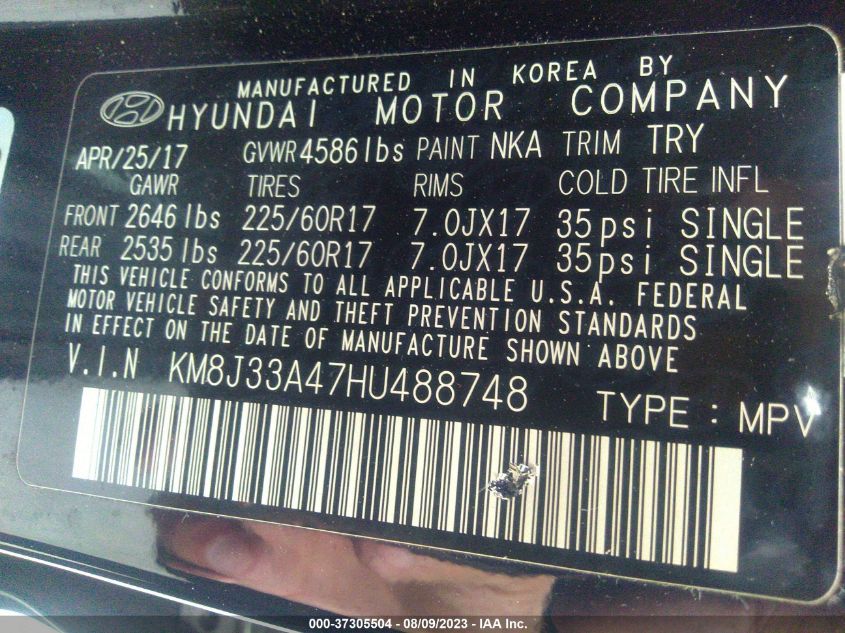 MANUFACTURED IN KOREA BY
HYUNDAI MOTOR COMPANY
APR/25/17 GVWR 4586 lbs PAINT NKA TRIM TRY
GAWR TIRES RIMS COLD TIRE INFL
FRONT 2646 lbs 225/60R17 7.0JX17 35psi SINGLE
REAR 2535 lbs 225/60R17 7.0JX17 35psi SINGLE
THIS VEHICLE CONFORMS TO ALL APPLICABLE U.S.A. FEDERAL
MOTOR VEHICLE SAFETY AND THEFT PREVENTION STANDARDS
IN EFFECT ON THE DATE OF MANUFACTURE SHOWN ABOVE
V.I.N KM8J33A47HU488748 TYPE : MPV
000-37305504 - 08/09/2023 - IAA Inc.